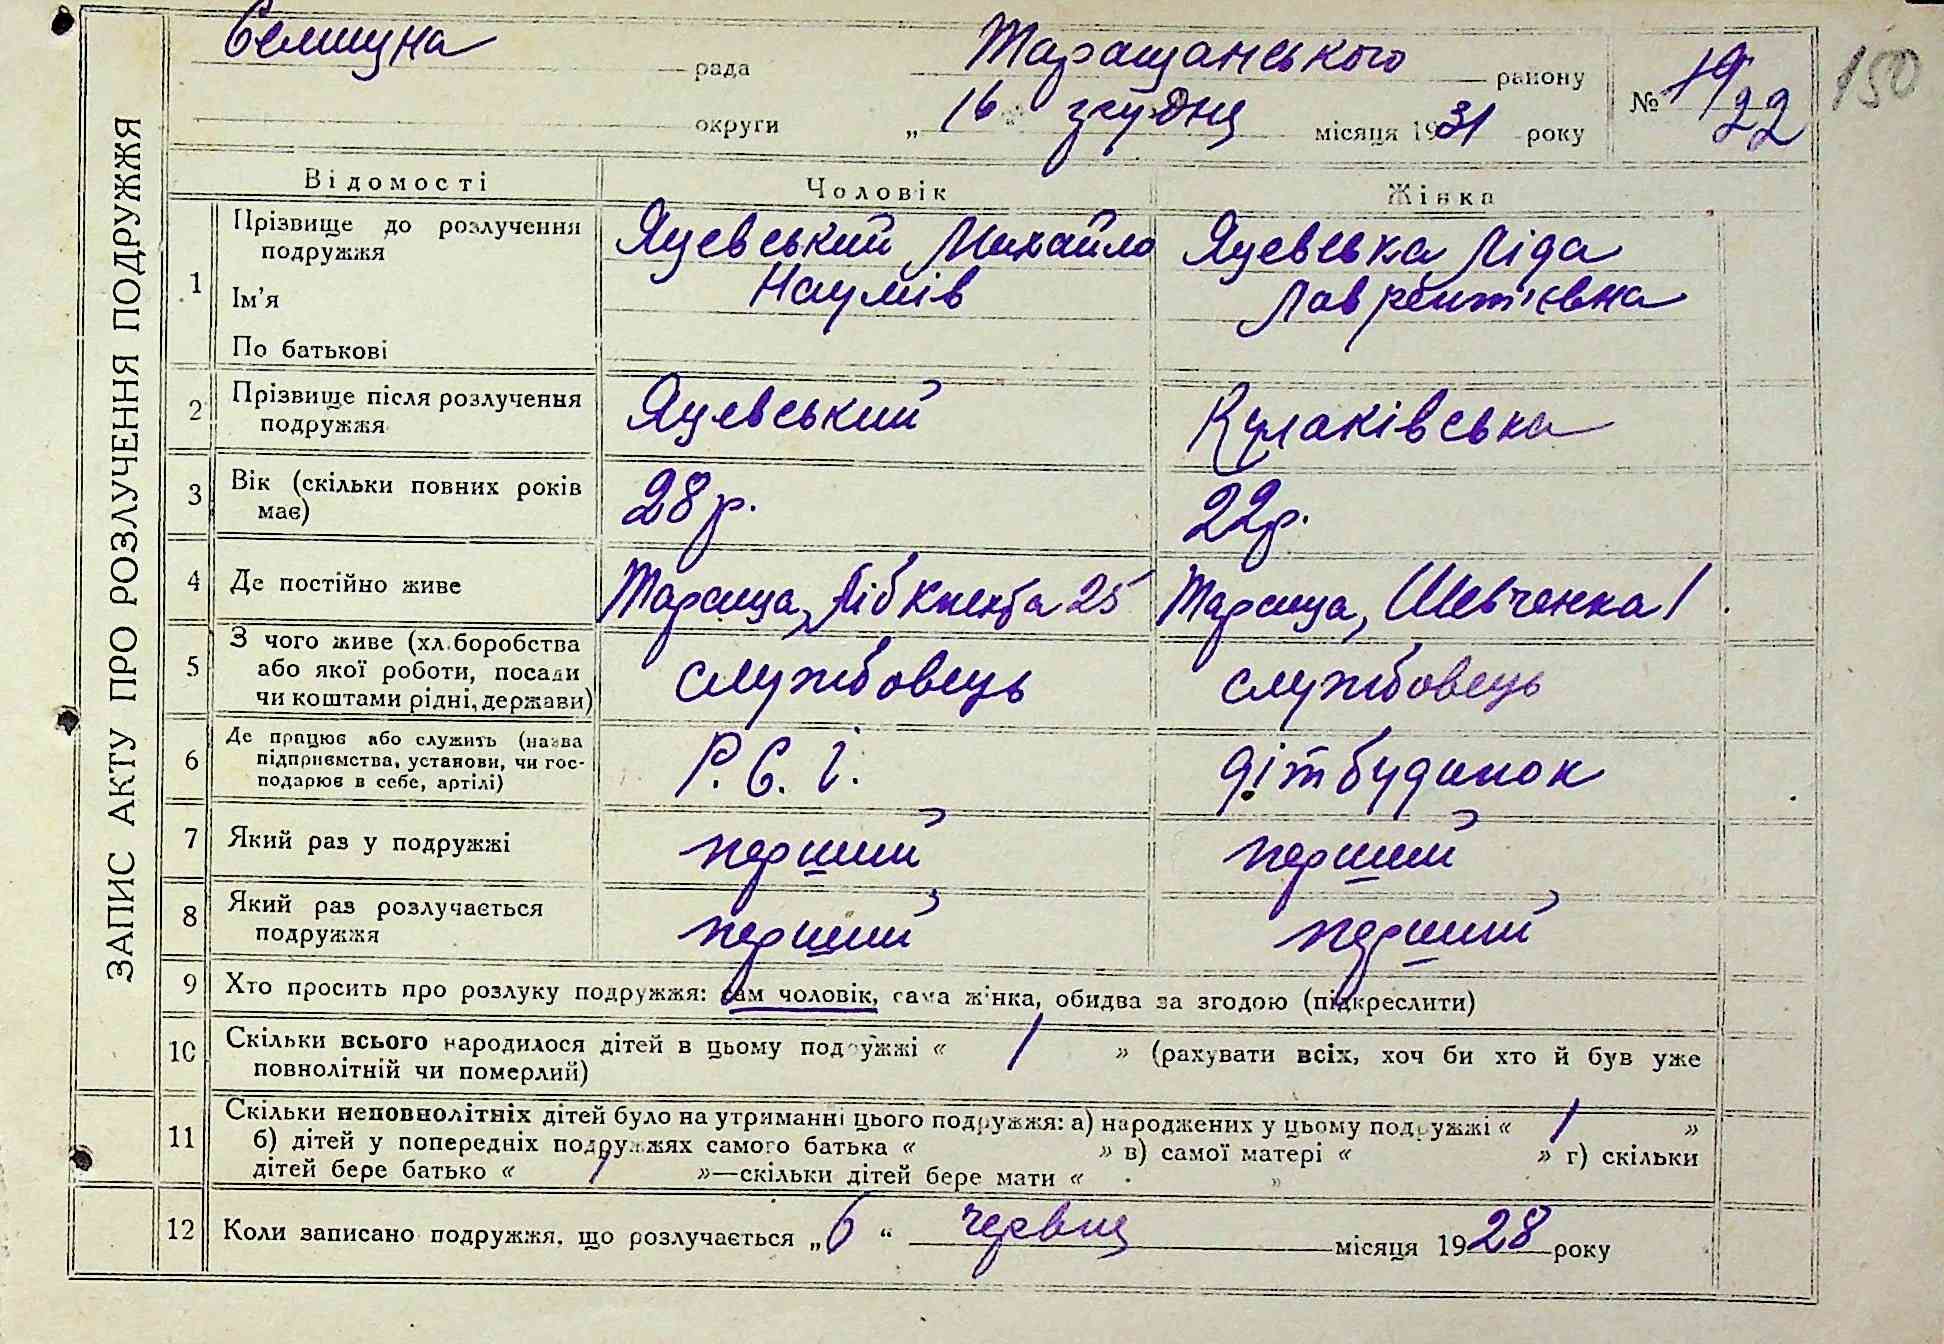 ЗАПИС АКТУ ПРО РОЗЛУЧЕННЯ ПОДРУЖЖЯ
Селищна рада Таращанського району № 19/22 150
округи „16“ грудня місяця 1931 року
Відомості Чоловік Жінка
1 Прізвище до розлучення подружжя Яцевський Михайло Яцевська Ліда
Ім'я Наумів Лаврентієвна
По батькові
2 Прізвище після розлучення подружжя Яцевський Кулаківська
3 Вік (скільки повних років має) 28 р. 22 р.
4 Де постійно живе Тараща, Лібкнехта 25 Тараща, Шевченка 1
5 З чого живе (хл.боробства
або якої роботи, посади службовець службовець
чи коштами рідні, держави)
6 Де працює або служить (назва
підприємства, установи, чи гос- Р. С. І. дітбудинок
подарює в себе, артілі)
7 Який раз у подружжі перший перший
8 Який раз розлучається подружжя перший перший
9 Хто просить про розлуку подружжя: сам чоловік, сама жінка, обидва за згодою (підкреслити)
10 Скільки всього народилося дітей в цьому подружжі « 1 » (рахувати всіх, хоч би хто й був уже
повнолітній чи померлий)
11 Скільки неповнолітніх дітей було на утриманні цього подружжя: а) народжених у цьому подружжі « 1 »
б) дітей у попередніх подружжях самого батька « » в) самої матері « » г) скільки
дітей бере батько « 1 »—скільки дітей бере мати « »
12 Коли записано подружжя, що розлучається „6“ червня місяця 1928 року